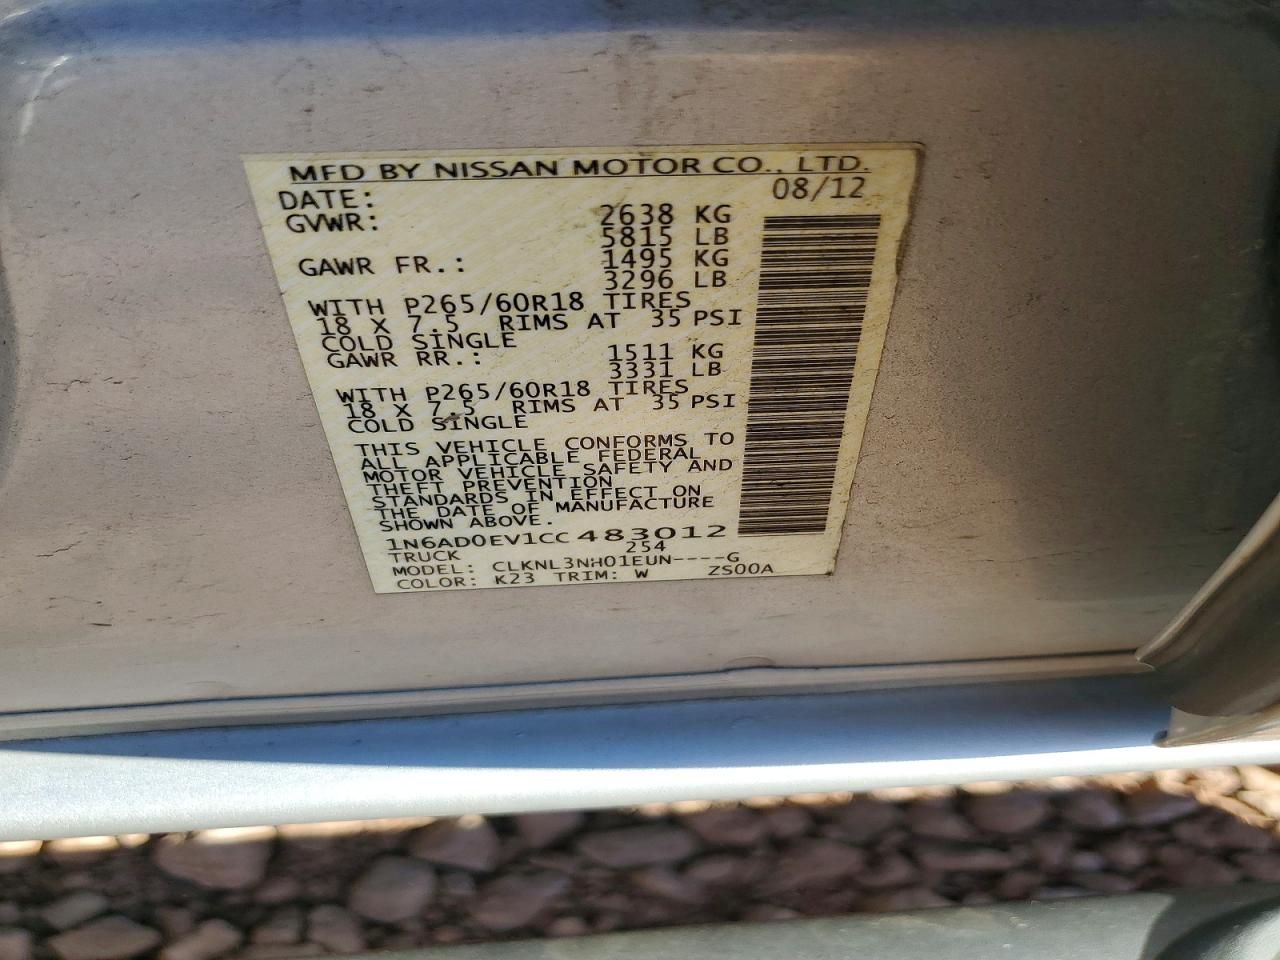 MFD BY NISSAN MOTOR CO., LTD.
DATE: 08/12
GVWR: 2638 KG
5815 LB
GAWR FR.: 1495 KG
3296 LB
WITH P265/60R18 TIRES
18 X 7.5 RIMS AT 35 PSI
COLD SINGLE
GAWR RR.: 1511 KG
3331 LB
WITH P265/60R18 TIRES
18 X 7.5 RIMS AT 35 PSI
COLD SINGLE
THIS VEHICLE CONFORMS TO
ALL APPLICABLE FEDERAL
MOTOR VEHICLE SAFETY AND
THEFT PREVENTION
STANDARDS IN EFFECT ON
THE DATE OF MANUFACTURE
SHOWN ABOVE.
1N6AD0EV1CC483012
TRUCK 254
MODEL: CLKNL3NH01EUN----G
COLOR: K23 TRIM: W ZS00A